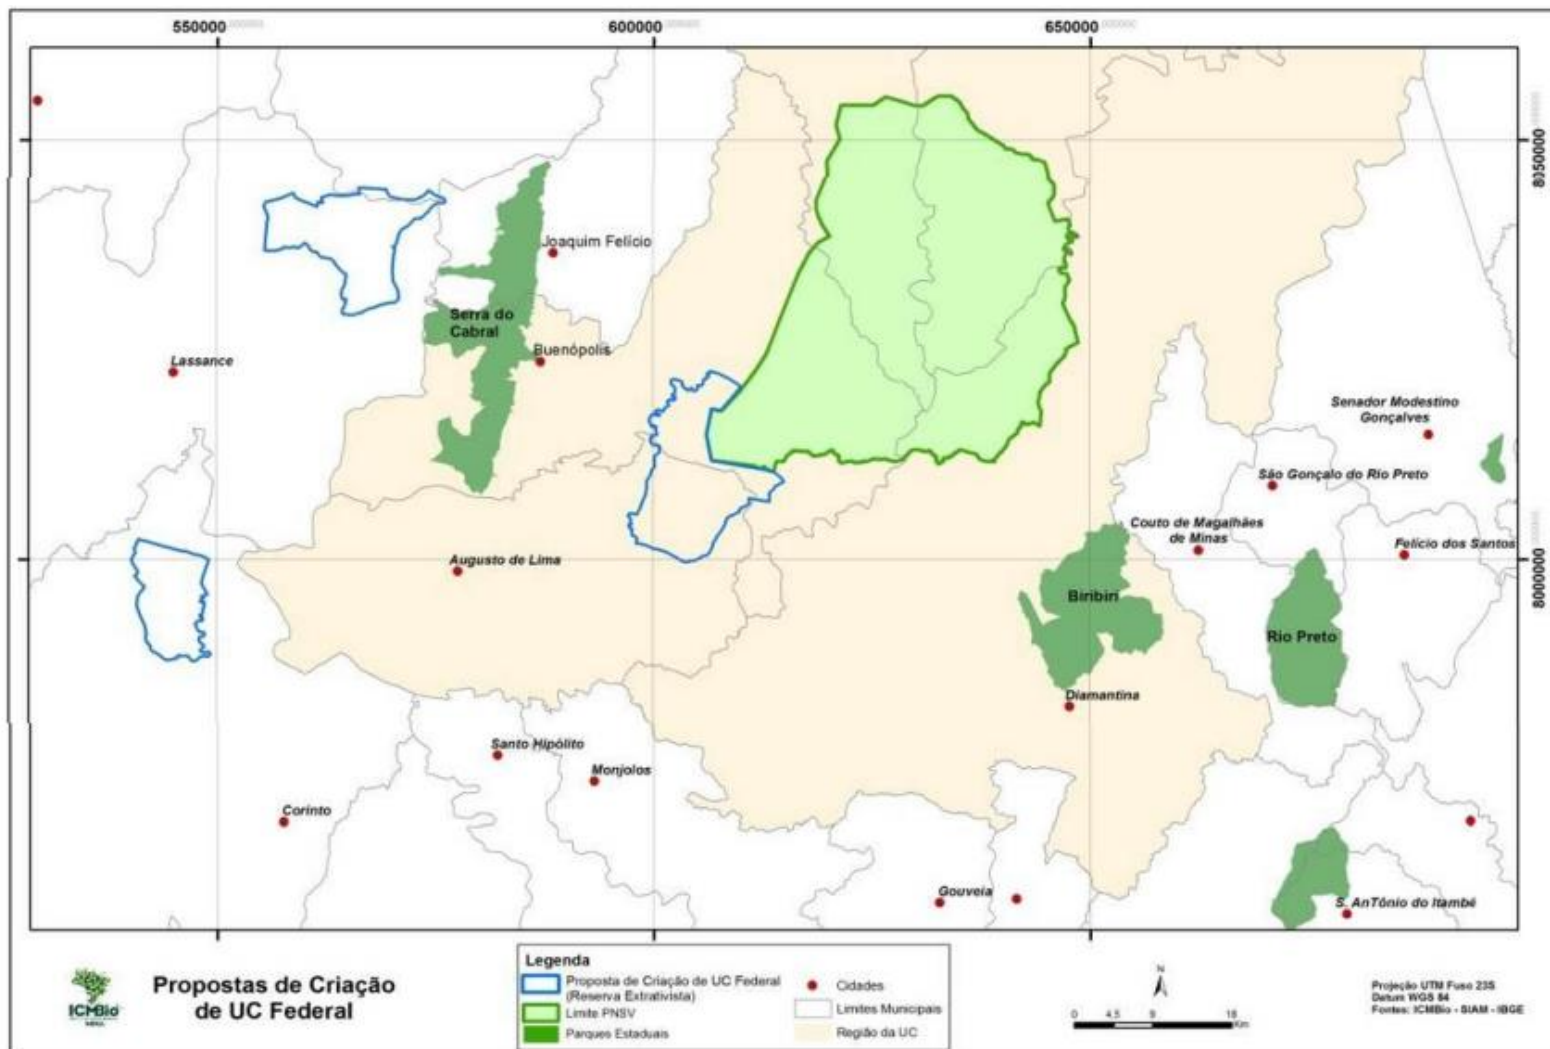 550000
600000
650000
8050000
Joaquim Felício
Serra do
Cabral
Buenópolis
Lassance
Senador Modestino
Gonçalves
São Gonçalo do Rio Preto
Couto de Magalhães
de Minas
Felício dos Santos
8000000
Augusto de Lima
Biribiri
Rio Preto
Diamantina
Santo Hipólito
Monjolos
Corinto
Gouveia
S. AnTônio do Itambé
ICMBio
Propostas de Criação
de UC Federal
Legenda
Proposta de Criação de UC Federal
(Reserva Extrativista)
Limite PNSV
Parques Estaduais
Cidades
Limites Municipais
Região da UC
N
0 4,5 9 18
Km
Projeção UTM Fuso 23S
Datum WGS 84
Fontes: ICMBio - SIAM - IBGE